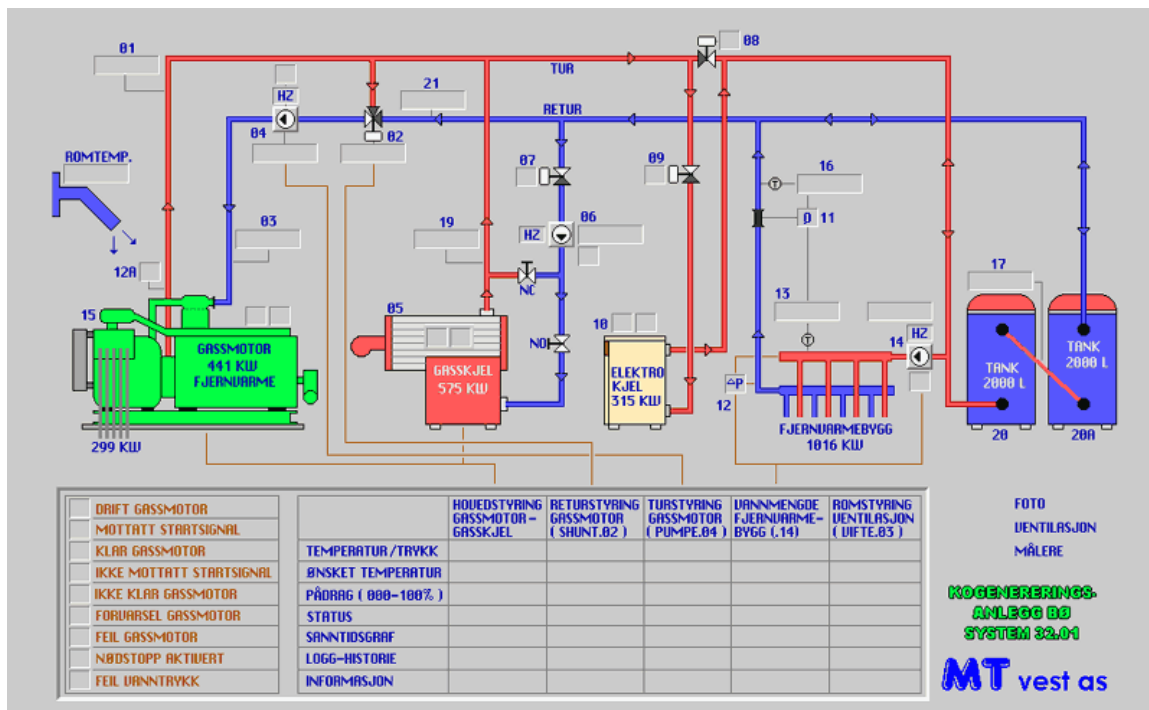 01
08
TUR
HZ
21
RETUR
04
02
ROMTEMP.
07
09
16
03
19
HZ
06
D 11
12A
NC
17
15
05
10
13
14
HZ
GASSMOTOR
441 KW
FJERNVARME
NO
GASSKJEL
575 KW
ELEKTRO
KJEL
315 KW
△P
12
TANK
2000 L
TANK
2000 L
299 KW
FJERNVARMEBYGG
1016 KW
20
20A
DRIFT GASSMOTOR
MOTTATT STARTSIGNAL
KLAR GASSMOTOR
IKKE MOTTATT STARTSIGNAL
IKKE KLAR GASSMOTOR
FORVARSEL GASSMOTOR
FEIL GASSMOTOR
NØDSTOPP AKTIVERT
FEIL VANNTRYKK
HOVEDSTYRING
GASSMOTOR-
GASSKJEL
RETURSTYRING
GASSMOTOR
( SHUNT.02 )
TURSTYRING
GASSMOTOR
( PUMPE.04 )
VANNMENGDE
FJERNVARME-
BYGG (.14)
ROMSTYRING
VENTILASJON
( VIFTE.03 )
TEMPERATUR/TRYKK
ØNSKET TEMPERATUR
PÅDRAG ( 000-100% )
STATUS
SANNTIDSGRAF
LOGG-HISTORIE
INFORMASJON
FOTO
VENTILASJON
MÅLERE
KOGENERERINGS-
ANLEGG BØ
SYSTEM 32.01
MT vest as